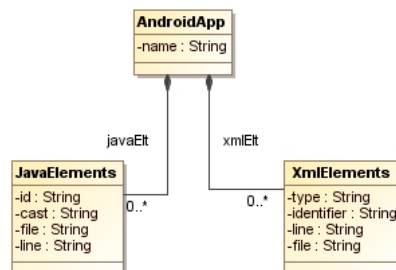 AndroidApp
-name : String
javaElt
xmlElt
JavaElements
-id : String
-cast : String
-file : String
-line : String
0..*
0..*
XmlElements
-type : String
-identifier : String
-line : String
-file : String